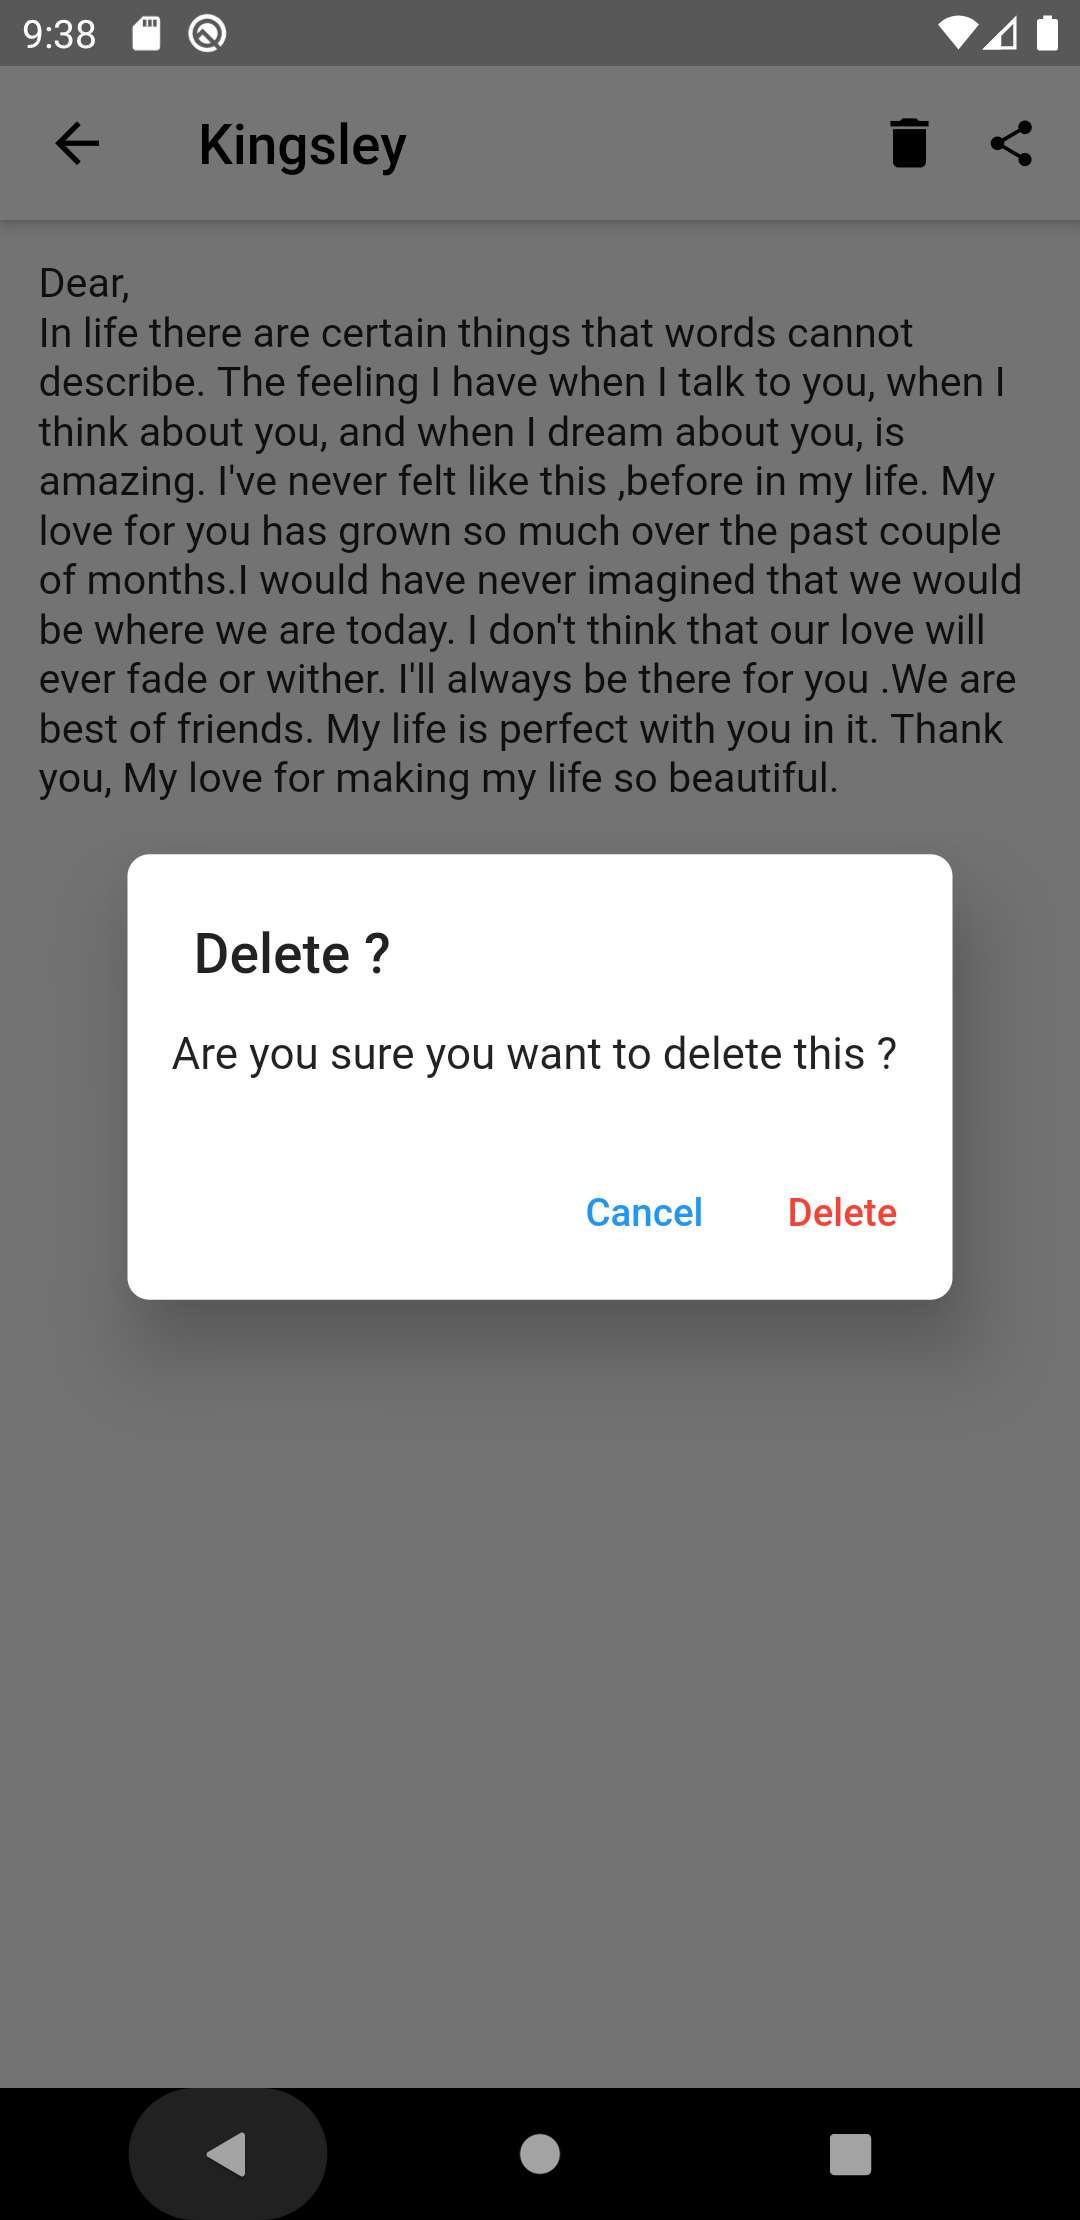 9:38
Kingsley
Dear,
In life there are certain things that words cannot
describe. The feeling I have when I talk to you, when I
think about you, and when I dream about you, is
amazing. I've never felt like this ,before in my life. My
love for you has grown so much over the past couple
of months.I would have never imagined that we would
be where we are today. I don't think that our love will
ever fade or wither. I'll always be there for you .We are
best of friends. My life is perfect with you in it. Thank
you, My love for making my life so beautiful.
Delete ?
Are you sure you want to delete this ?
Cancel Delete